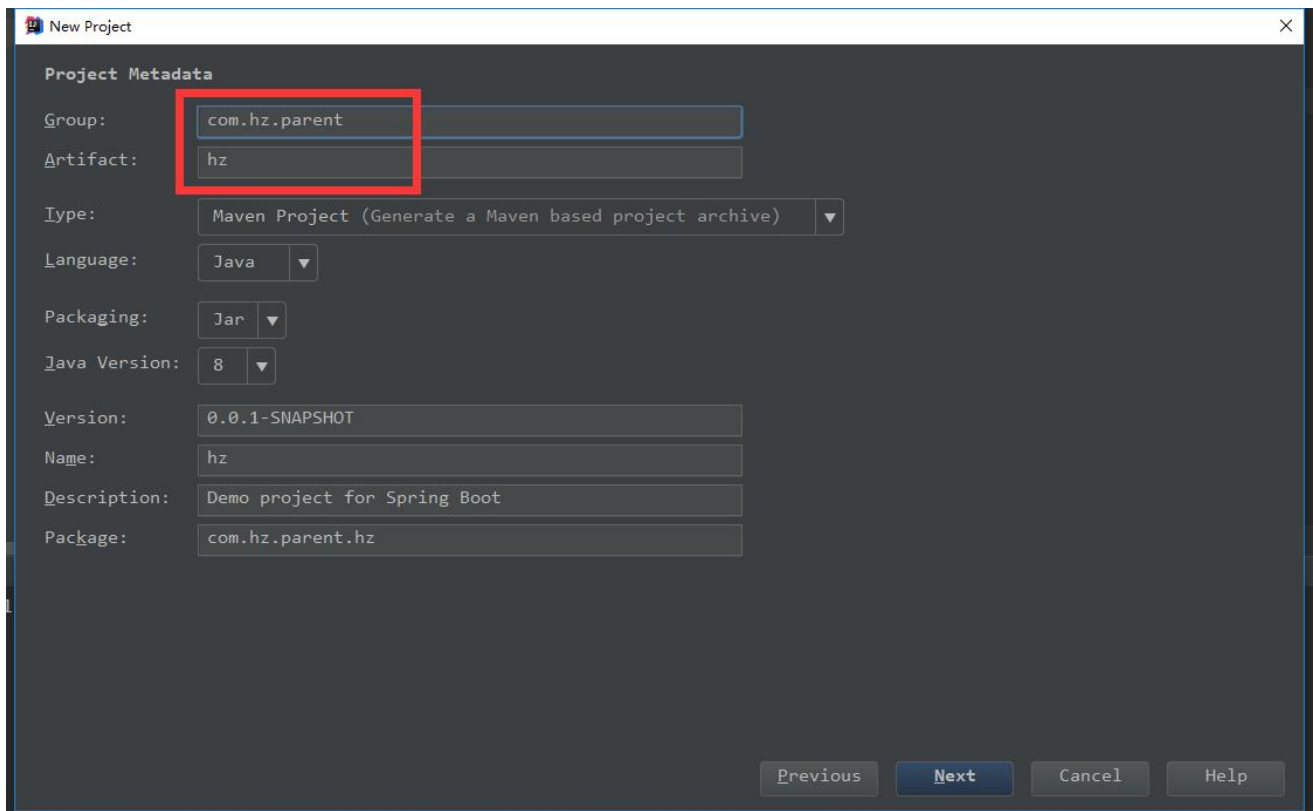 New Project
Project Metadata
Group: com.hz.parent
Artifact: hz
Type: Maven Project (Generate a Maven based project archive)
Language: Java
Packaging: Jar
Java Version: 8
Version: 0.0.1-SNAPSHOT
Name: hz
Description: Demo project for Spring Boot
Package: com.hz.parent.hz
Previous Next Cancel Help